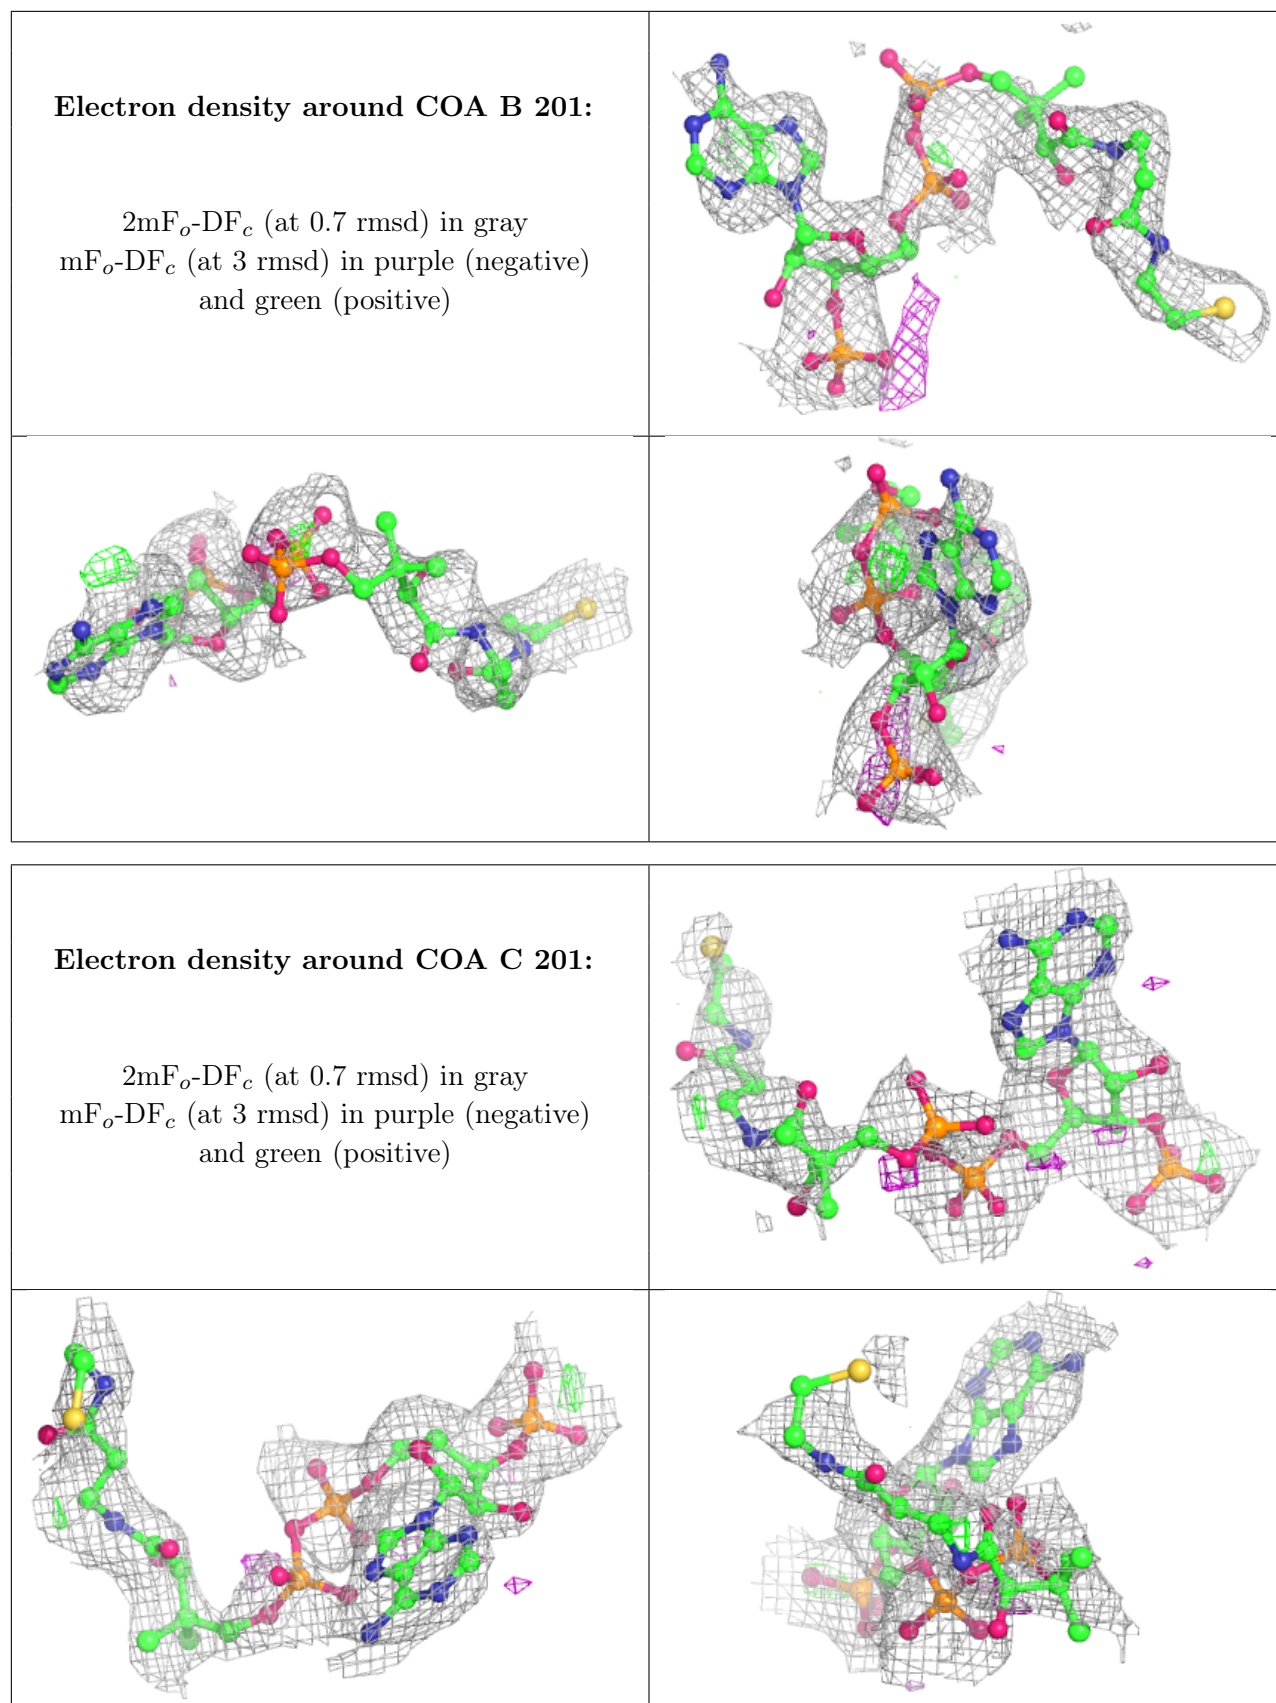 Electron density around COA B 201:
2mFₒ-DF𝒸 (at 0.7 rmsd) in gray
mFₒ-DF𝒸 (at 3 rmsd) in purple (negative)
and green (positive)
Electron density around COA C 201:
2mFₒ-DF𝒸 (at 0.7 rmsd) in gray
mFₒ-DF𝒸 (at 3 rmsd) in purple (negative)
and green (positive)